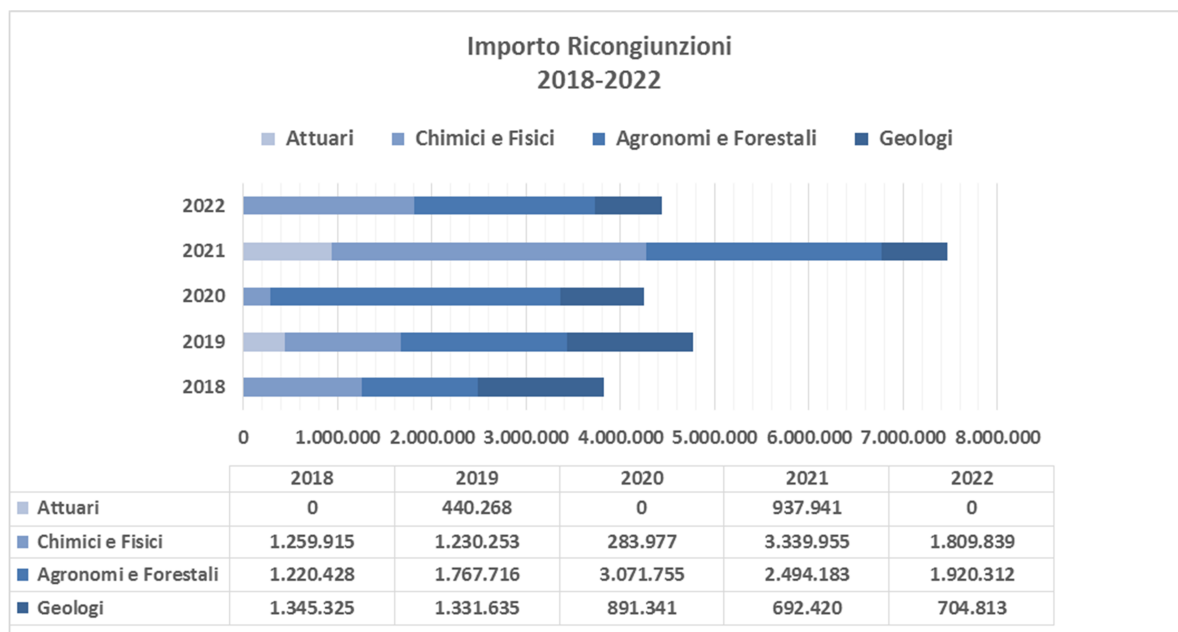 Importo Ricongiunzioni
2018-2022
Attuari Chimici e Fisici Agronomi e Forestali Geologi
2022
2021
2020
2019
2018
0 1.000.000 2.000.000 3.000.000 4.000.000 5.000.000 6.000.000 7.000.000 8.000.000
2018 2019 2020 2021 2022
Attuari 0 440.268 0 937.941 0
Chimici e Fisici 1.259.915 1.230.253 283.977 3.339.955 1.809.839
Agronomi e Forestali 1.220.428 1.767.716 3.071.755 2.494.183 1.920.312
Geologi 1.345.325 1.331.635 891.341 692.420 704.813